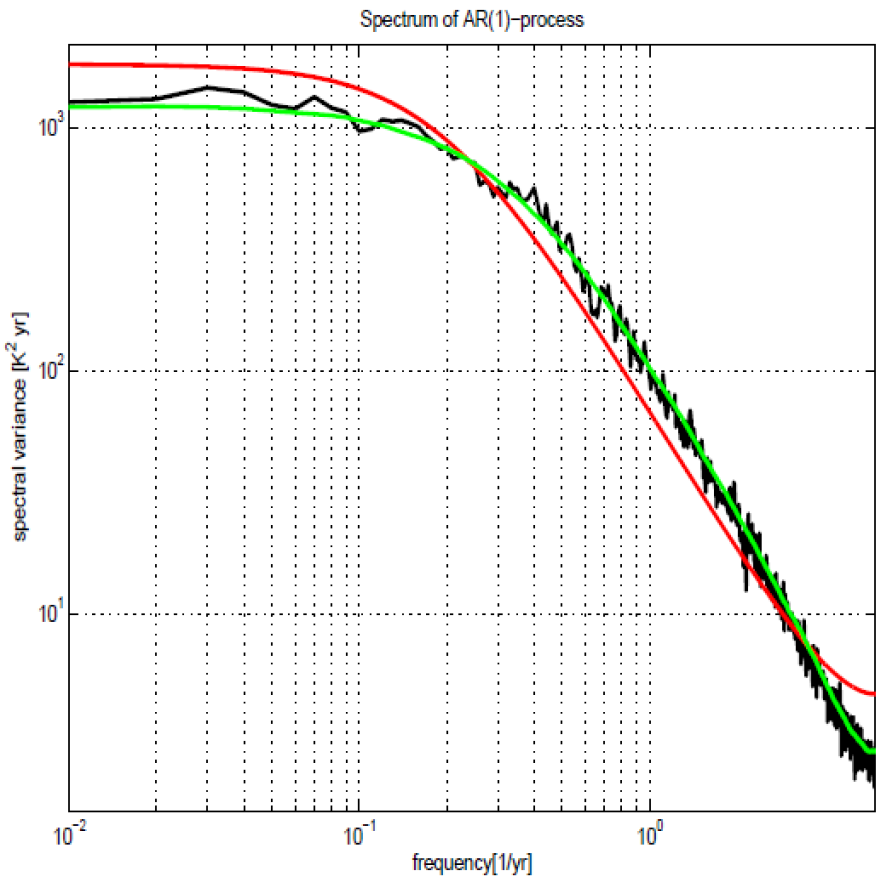 Spectrum of AR(1)−process
spectral variance [K² yr]
10³
10²
10¹
10⁻²
10⁻¹
10⁰
frequency[1/yr]